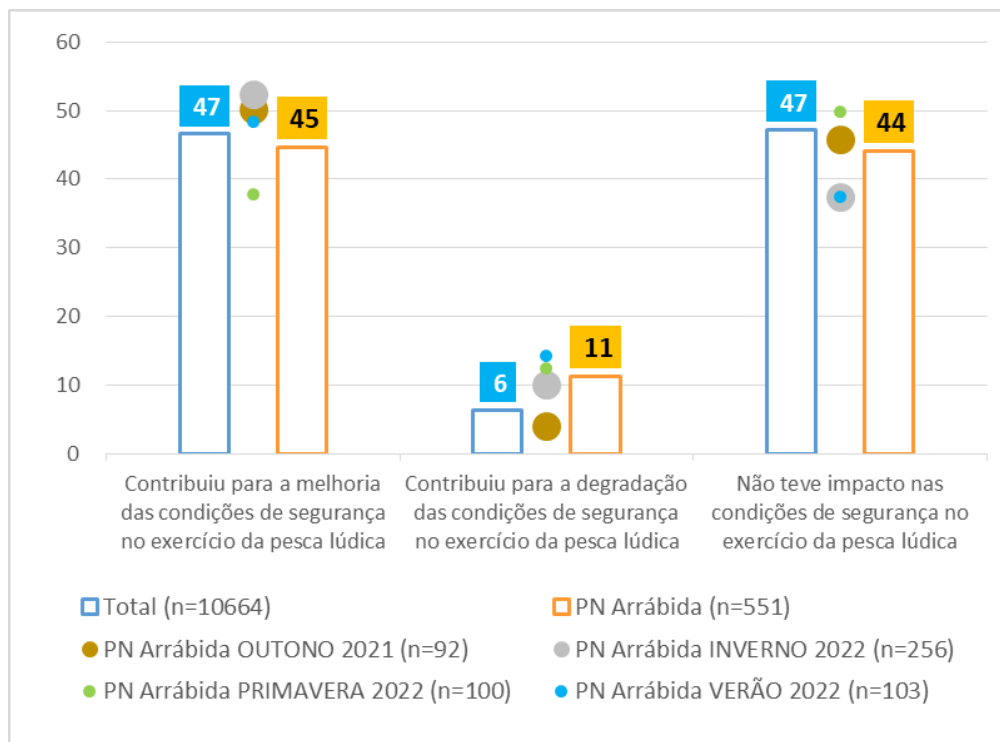 60
50
40
30
20
10
0
47
45
6
11
47
44
Contribuiu para a melhoria
das condições de segurança
no exercício da pesca lúdica
Contribuiu para a degradação
das condições de segurança
no exercício da pesca lúdica
Não teve impacto nas
condições de segurança no
exercício da pesca lúdica
Total (n=10664)
PN Arrábida (n=551)
PN Arrábida OUTONO 2021 (n=92)
PN Arrábida INVERNO 2022 (n=256)
PN Arrábida PRIMAVERA 2022 (n=100)
PN Arrábida VERÃO 2022 (n=103)